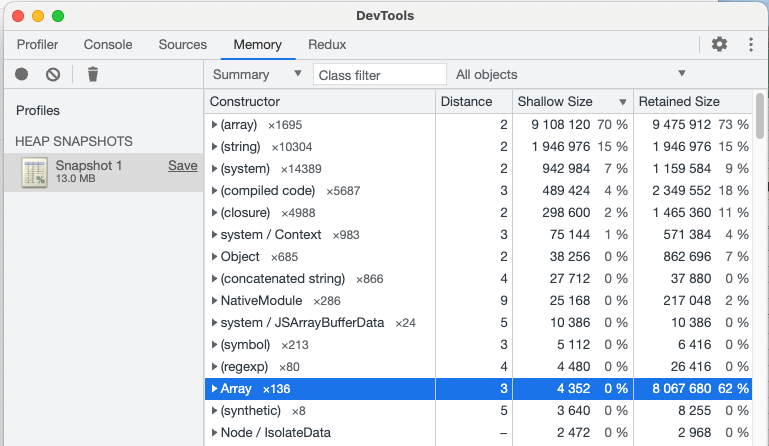 DevTools
Profiler Console Sources Memory Redux
Summary ▼ Class filter All objects ▼
Profiles
HEAP SNAPSHOTS
Snapshot 1 Save
13.0 MB
Constructor Distance Shallow Size ▼ Retained Size
(array) ×1695 2 9 108 120 70 % 9 475 912 73 %
(string) ×10304 2 1 946 976 15 % 1 946 976 15 %
(system) ×14389 2 942 984 7 % 1 159 584 9 %
(compiled code) ×5687 3 489 424 4 % 2 349 552 18 %
(closure) ×4988 2 298 600 2 % 1 465 360 11 %
system / Context ×983 3 75 144 1 % 571 384 4 %
Object ×685 2 38 256 0 % 862 696 7 %
(concatenated string) ×866 4 27 712 0 % 37 880 0 %
NativeModule ×286 9 25 168 0 % 217 048 2 %
system / JSArrayBufferData ×24 5 10 386 0 % 10 386 0 %
(symbol) ×213 3 5 112 0 % 6 416 0 %
(regexp) ×80 4 4 480 0 % 26 416 0 %
Array ×136 3 4 352 0 % 8 067 680 62 %
(synthetic) ×8 5 3 640 0 % 8 255 0 %
Node / IsolateData – 2 472 0 % 2 968 0 %